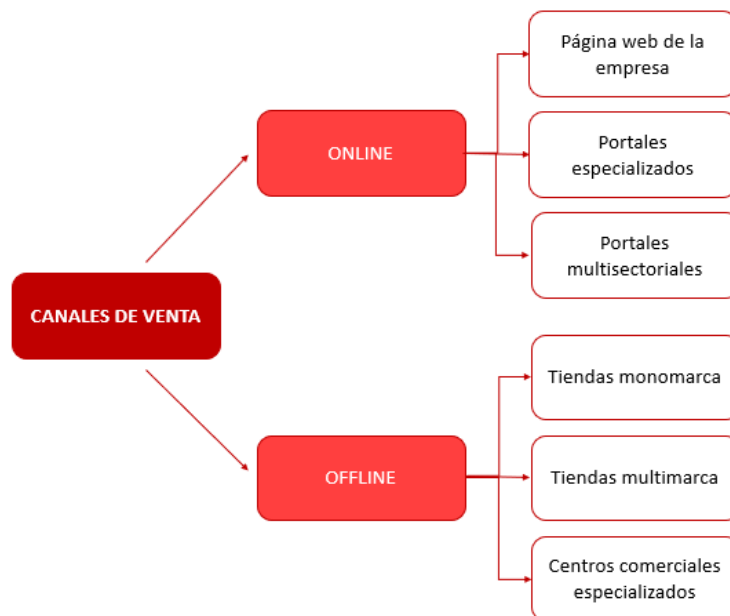 Página web de la
empresa
ONLINE
Portales
especializados
Portales
multisectoriales
CANALES DE VENTA
Tiendas monomarca
OFFLINE
Tiendas multimarca
Centros comerciales
especializados